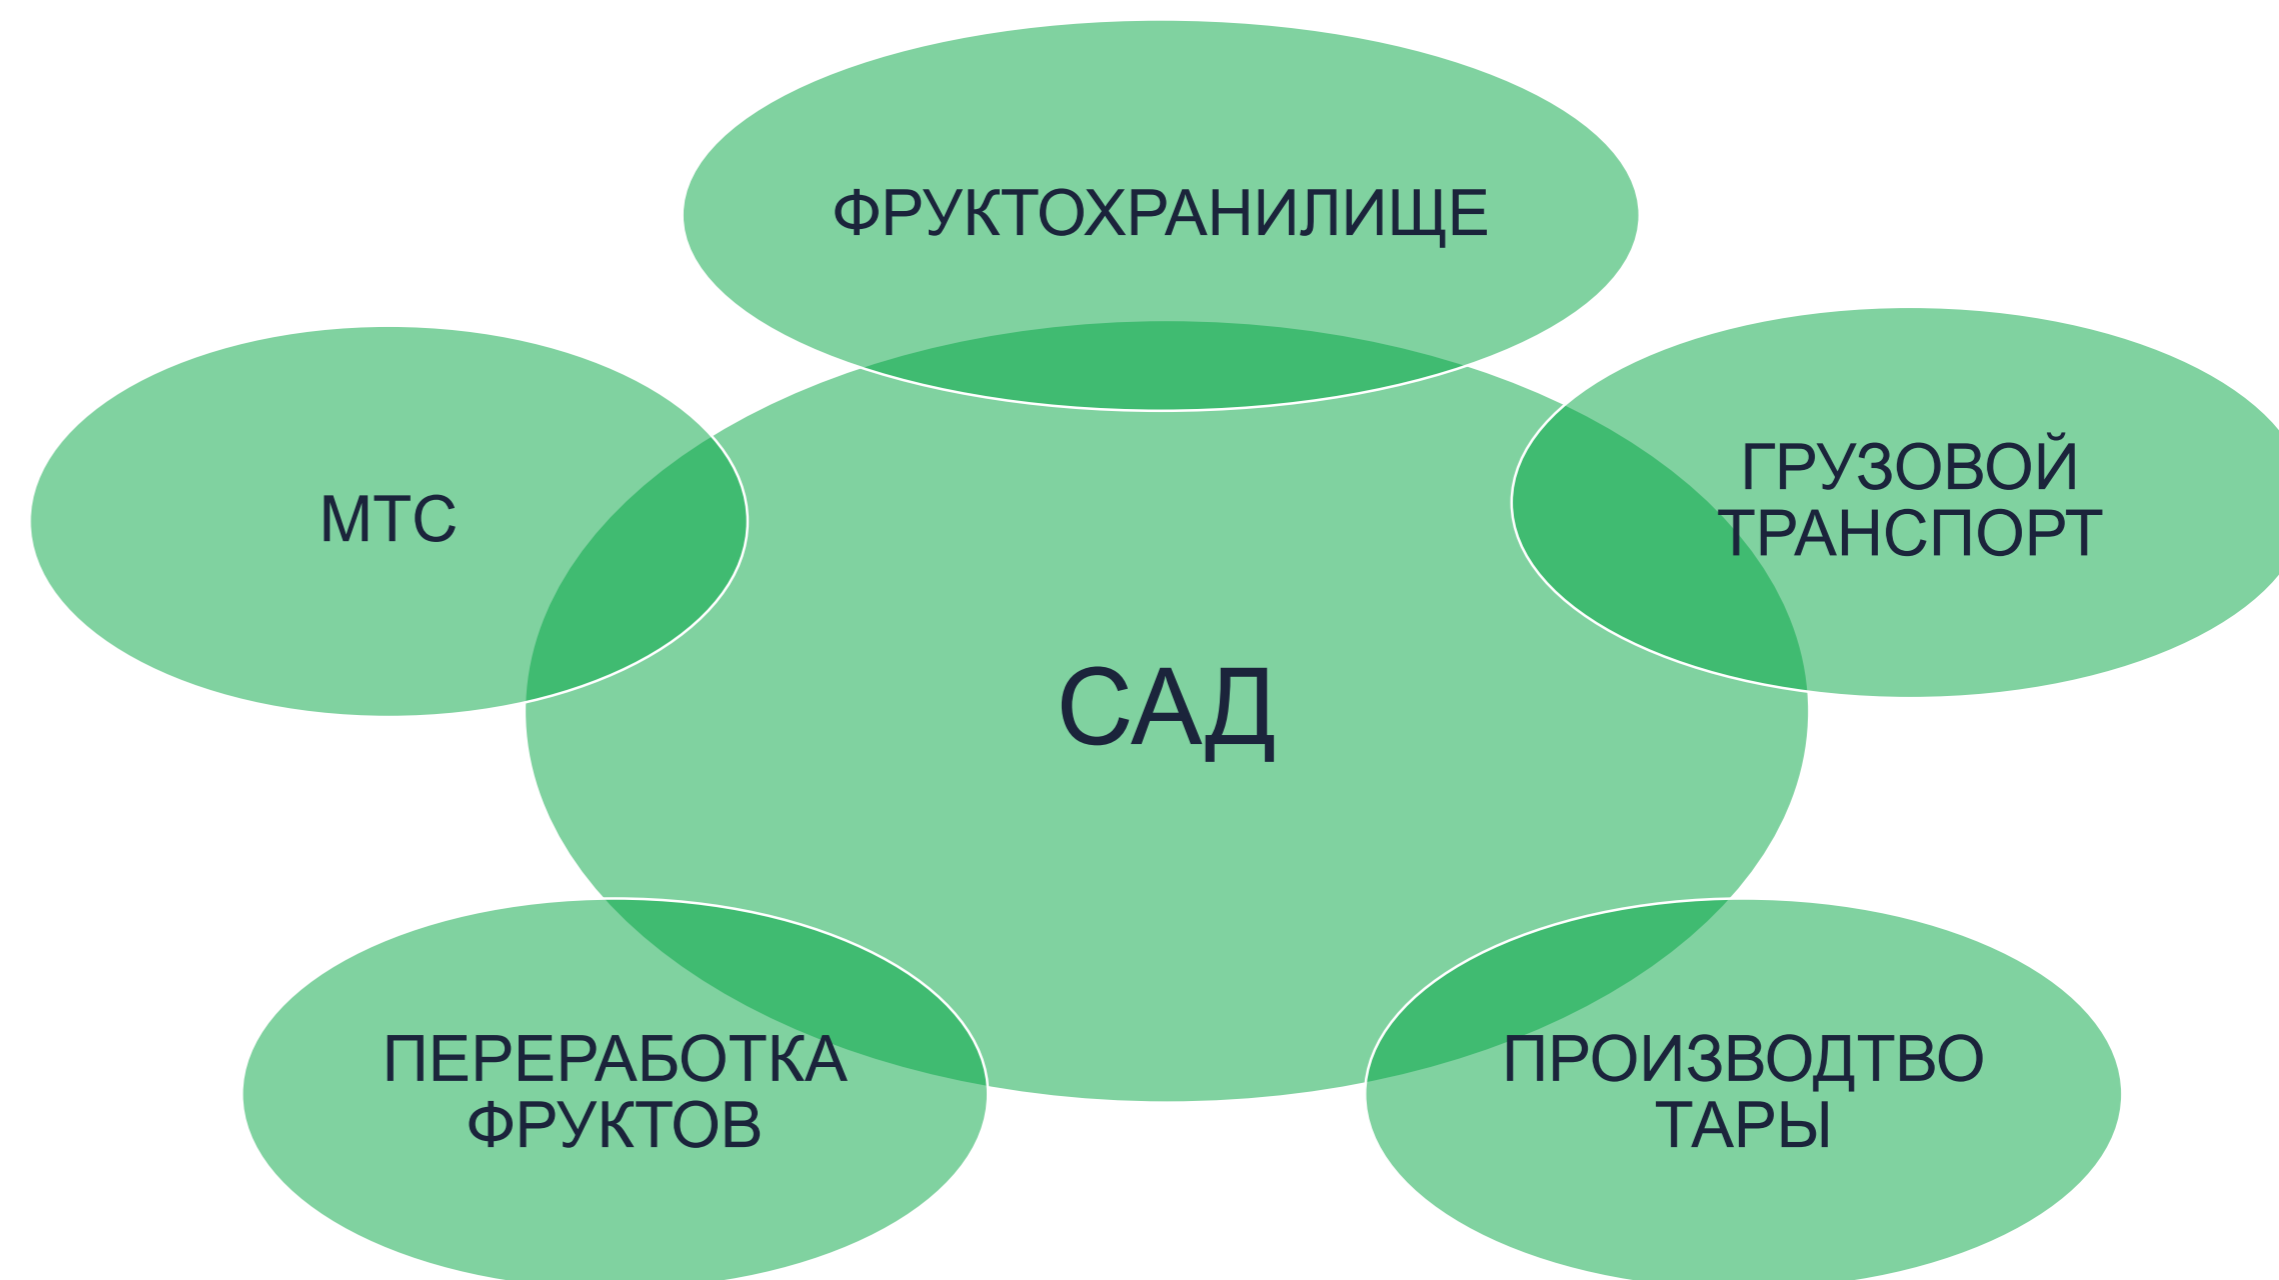 ФРУКТОХРАНИЛИЩЕ
МТС
ГРУЗОВОЙ
ТРАНСПОРТ
САД
ПЕРЕРАБОТКА
ФРУКТОВ
ПРОИЗВОДТВО
ТАРЫ